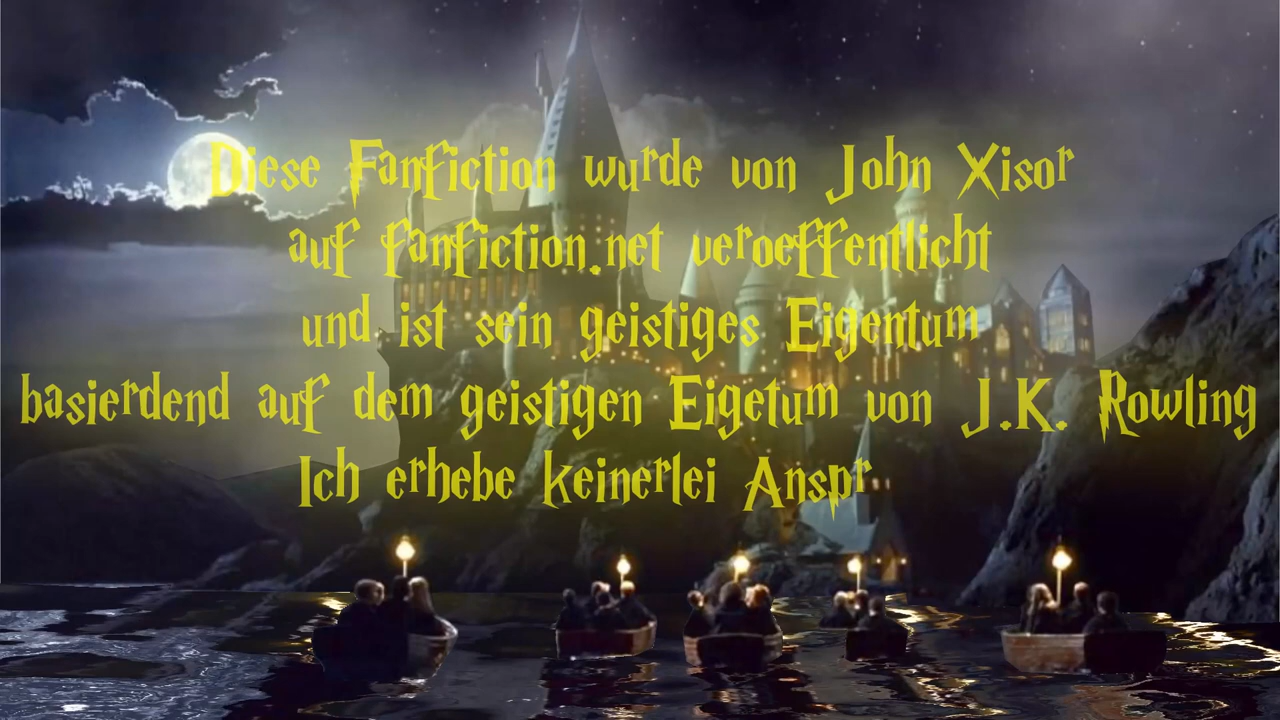 Diese Fanfiction wurde von John Xisor
auf fanfiction.net veroeffentlicht
und ist sein geistiges Eigentum
basierdend auf dem geistigen Eigetum von J.K. Rowling
Ich erhebe keinerlei Anspr